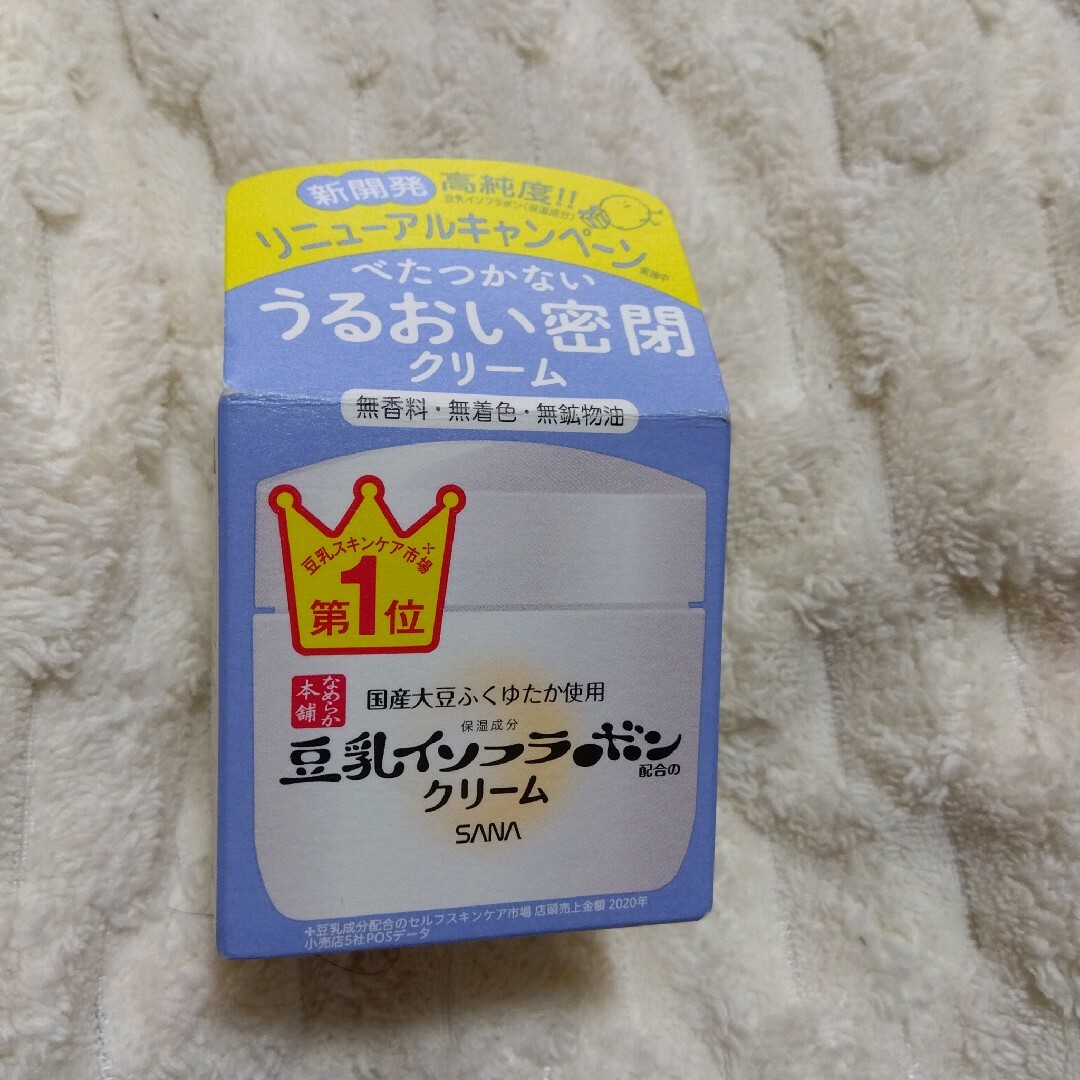 新開発 高純度!!
豆乳イソフラボン(保湿成分)
リニューアルキャンペーン
実施中
べたつかない
うるおい密閉
クリーム
無香料・無着色・無鉱物油
豆乳スキンケア市場※
第1位
なめらか
本舗
国産大豆ふくゆたか使用
保湿成分
豆乳イソフラボン
配合の
クリーム
SANA
※豆乳成分配合のセルフスキンケア市場 店頭売上金額 2020年
小売店5社POSデータ